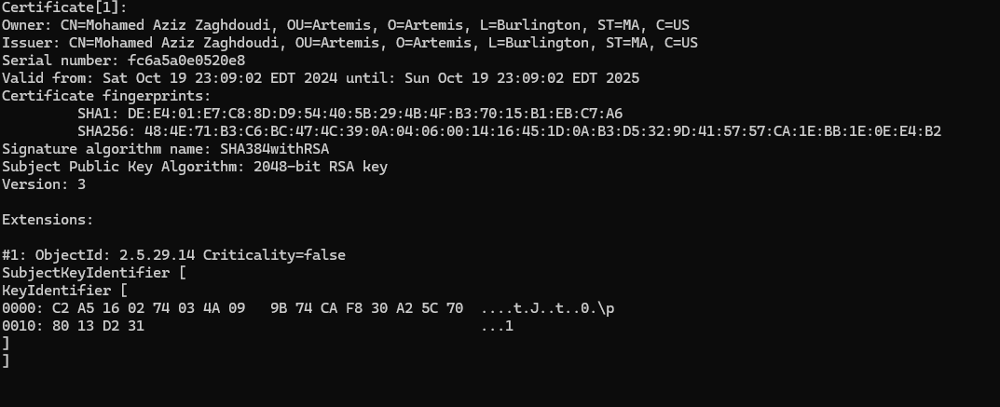 Certificate[1]:
Owner: CN=Mohamed Aziz Zaghdoudi, OU=Artemis, O=Artemis, L=Burlington, ST=MA, C=US
Issuer: CN=Mohamed Aziz Zaghdoudi, OU=Artemis, O=Artemis, L=Burlington, ST=MA, C=US
Serial number: fc6a5a0e0520e8
Valid from: Sat Oct 19 23:09:02 EDT 2024 until: Sun Oct 19 23:09:02 EDT 2025
Certificate fingerprints:
         SHA1: DE:E4:01:E7:C8:8D:D9:54:40:5B:29:4B:4F:B3:70:15:B1:EB:C7:A6
         SHA256: 48:4E:71:B3:C6:BC:47:4C:39:0A:04:06:00:14:16:45:1D:0A:B3:D5:32:9D:41:57:57:CA:1E:BB:1E:0E:E4:B2
Signature algorithm name: SHA384withRSA
Subject Public Key Algorithm: 2048-bit RSA key
Version: 3

Extensions:

#1: ObjectId: 2.5.29.14 Criticality=false
SubjectKeyIdentifier [
KeyIdentifier [
0000: C2 A5 16 02 74 03 4A 09   9B 74 CA F8 30 A2 5C 70  ....t.J..t..0.\p
0010: 80 13 D2 31                                        ...1
]
]